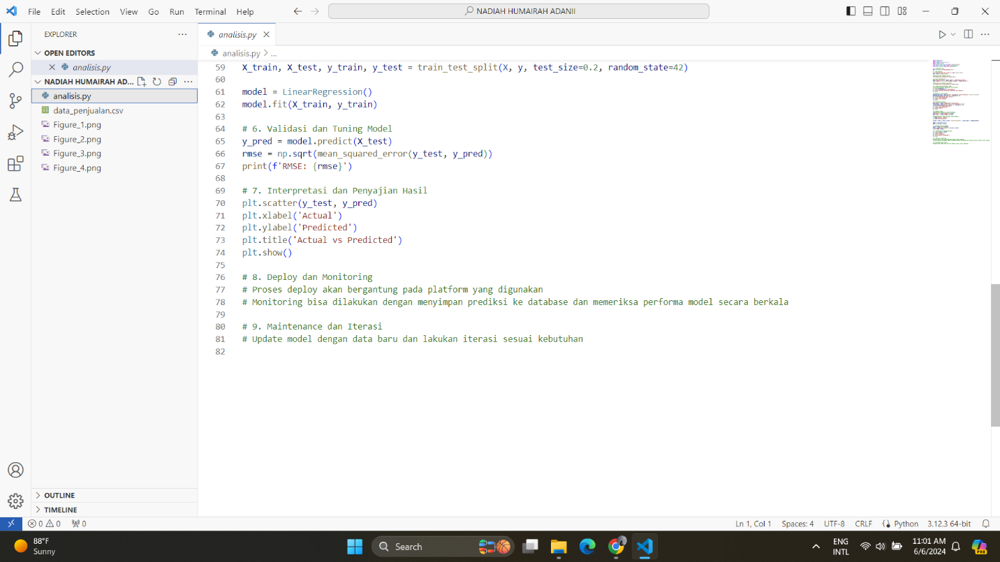 File Edit Selection View Go Run Terminal Help
NADIAH HUMAIRAH ADANII
EXPLORER
OPEN EDITORS
analisis.py
NADIAH HUMAIRAH AD...
analisis.py
data_penjualan.csv
Figure_1.png
Figure_2.png
Figure_3.png
Figure_4.png
OUTLINE
TIMELINE
analisis.py
analisis.py > ...
59 X_train, X_test, y_train, y_test = train_test_split(X, y, test_size=0.2, random_state=42)
60
61 model = LinearRegression()
62 model.fit(X_train, y_train)
63
64 # 6. Validasi dan Tuning Model
65 y_pred = model.predict(X_test)
66 rmse = np.sqrt(mean_squared_error(y_test, y_pred))
67 print(f'RMSE: {rmse}')
68
69 # 7. Interpretasi dan Penyajian Hasil
70 plt.scatter(y_test, y_pred)
71 plt.xlabel('Actual')
72 plt.ylabel('Predicted')
73 plt.title('Actual vs Predicted')
74 plt.show()
75
76 # 8. Deploy dan Monitoring
77 # Proses deploy akan bergantung pada platform yang digunakan
78 # Monitoring bisa dilakukan dengan menyimpan prediksi ke database dan memeriksa performa model secara berkala
79
80 # 9. Maintenance dan Iterasi
81 # Update model dengan data baru dan lakukan iterasi sesuai kebutuhan
82
0 0 0
Ln 1, Col 1 Spaces: 4 UTF-8 CRLF Python 3.12.3 64-bit
88°F
Sunny
Search
ENG
INTL
11:01 AM
6/6/2024
PRE